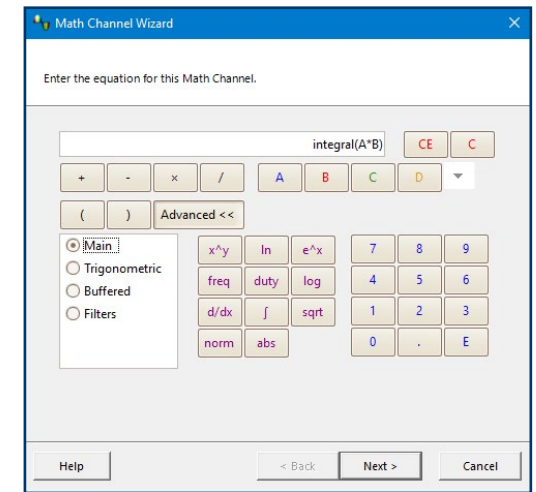 Math Channel Wizard
Enter the equation for this Math Channel.
integral(A*B) CE C
+ - × / A B C D
( ) Advanced <<
Main x^y ln e^x 7 8 9
Trigonometric freq duty log 4 5 6
Buffered d/dx ∫ sqrt 1 2 3
Filters norm abs 0 . E
Help < Back Next > Cancel